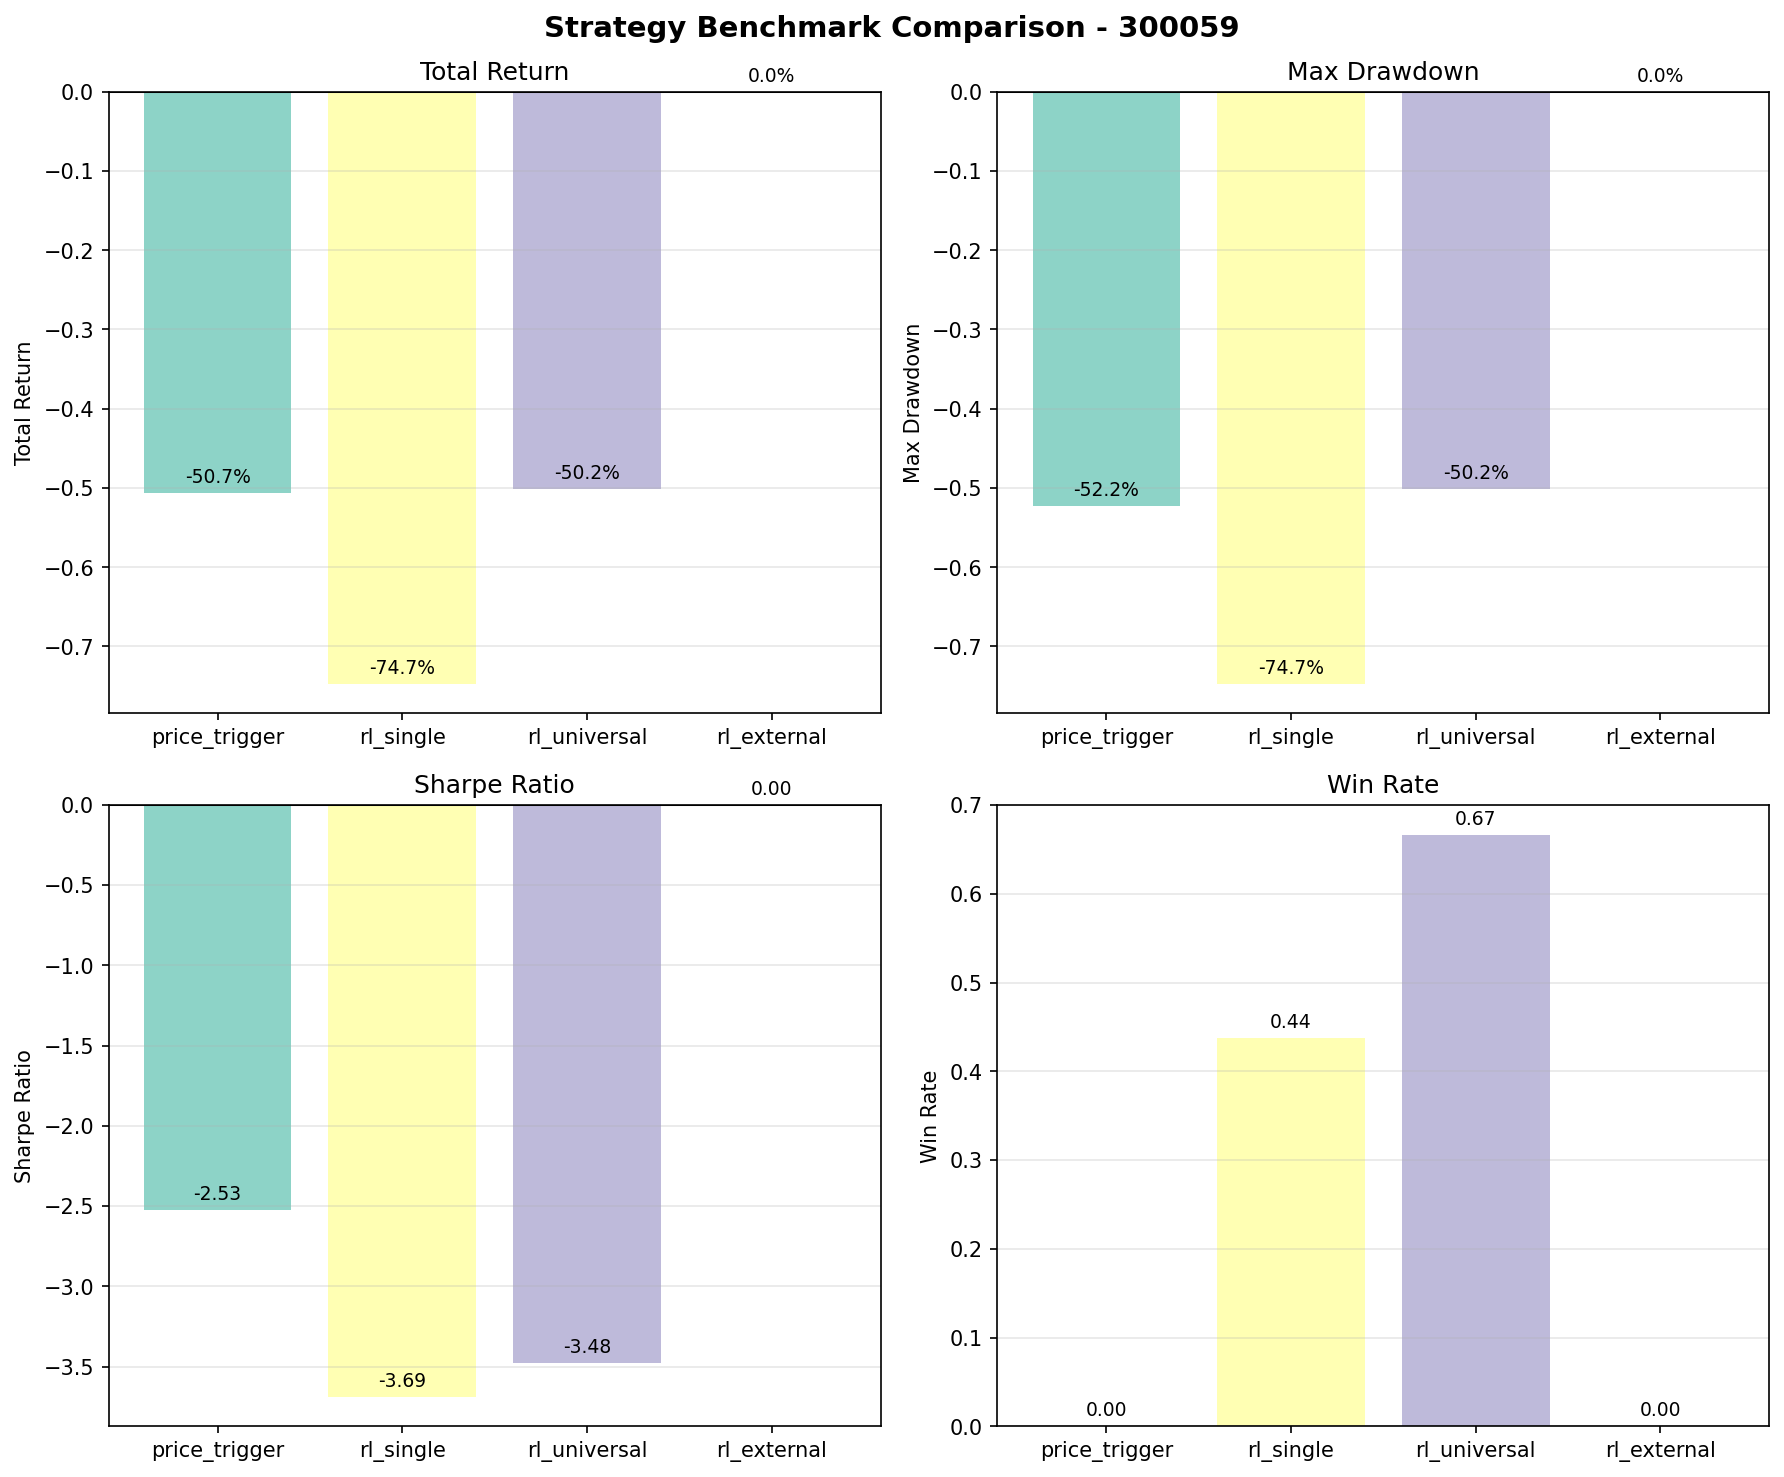 Strategy Benchmark Comparison - 300059
Total Return
0.0%
0.0
−0.1
−0.2
−0.3
−0.4
−0.5
−0.6
−0.7
Total Return
-50.7%
-74.7%
-50.2%
price_trigger
rl_single
rl_universal
rl_external
Max Drawdown
0.0%
0.0
−0.1
−0.2
−0.3
−0.4
−0.5
−0.6
−0.7
Max Drawdown
-52.2%
-74.7%
-50.2%
price_trigger
rl_single
rl_universal
rl_external
Sharpe Ratio
0.00
0.0
−0.5
−1.0
−1.5
−2.0
−2.5
−3.0
−3.5
Sharpe Ratio
-2.53
-3.69
-3.48
price_trigger
rl_single
rl_universal
rl_external
Win Rate
0.7
0.6
0.5
0.4
0.3
0.2
0.1
0.0
Win Rate
0.00
0.44
0.67
0.00
price_trigger
rl_single
rl_universal
rl_external